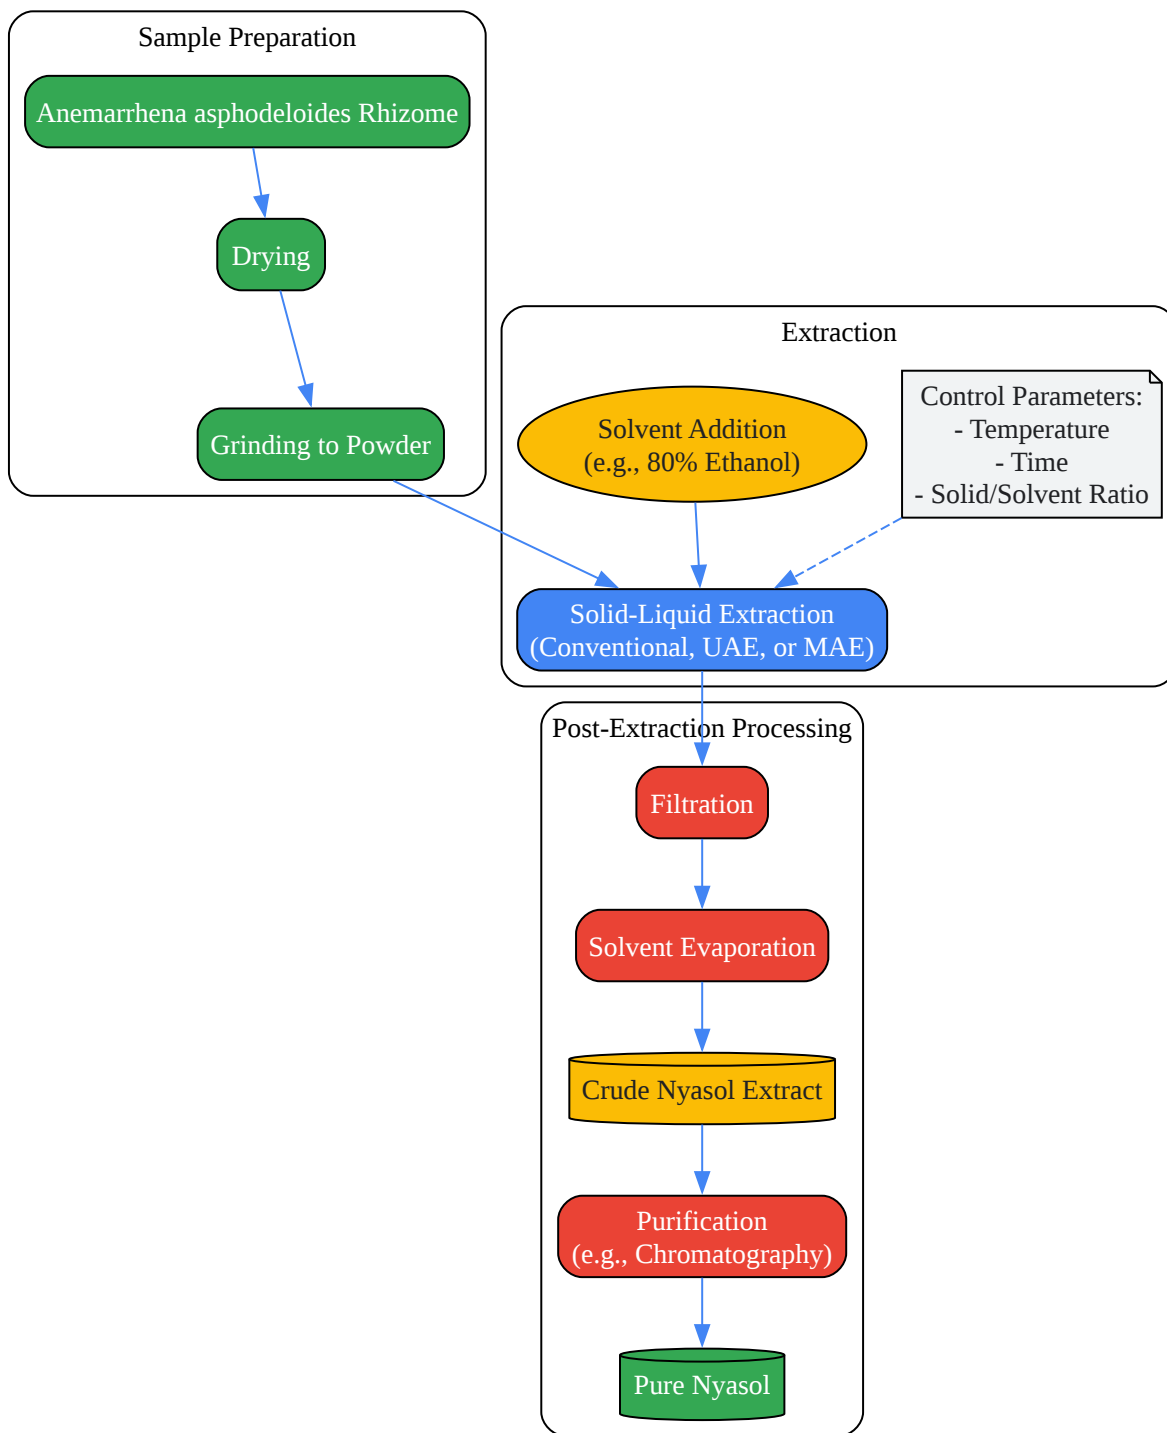 Sample Preparation
Anemarrhena asphodeloides Rhizome
Drying
Grinding to Powder
Extraction
Solvent Addition
(e.g., 80% Ethanol)
Control Parameters:
- Temperature
- Time
- Solid/Solvent Ratio
Solid-Liquid Extraction
(Conventional, UAE, or MAE)
Post-Extraction Processing
Filtration
Solvent Evaporation
Crude Nyasol Extract
Purification
(e.g., Chromatography)
Pure Nyasol